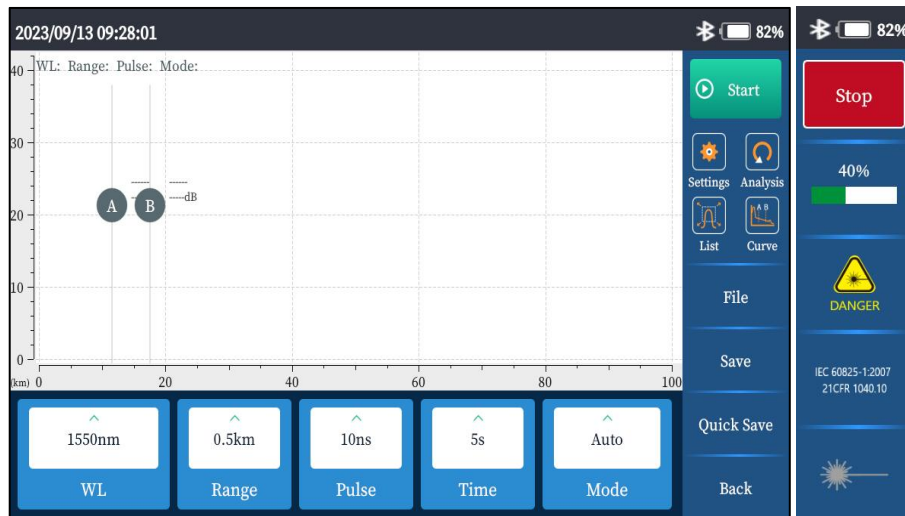 2023/09/13 09:28:01
82%
WL: Range: Pulse: Mode:
40
30
20
10
0
A
B
------
------
-----dB
(km) 0 20 40 60 80 100
Start
Settings Analysis
A B
List Curve
File
Save
Quick Save
Back
1550nm
WL
0.5km
Range
10ns
Pulse
5s
Time
Auto
Mode
82%
Stop
40%
DANGER
IEC 60825-1:2007
21CFR 1040.10